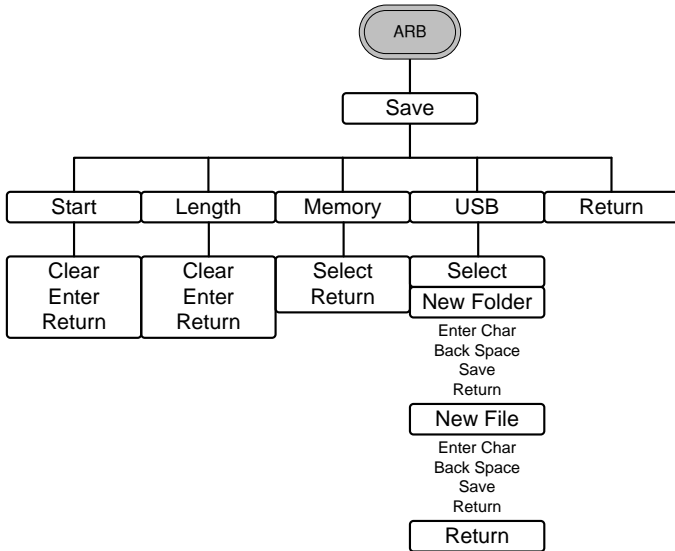 ARB
Save
Start
Length
Memory
USB
Return
Clear
Enter
Return
Clear
Enter
Return
Select
Return
Select
New Folder
Enter Char
Back Space
Save
Return
New File
Enter Char
Back Space
Save
Return
Return